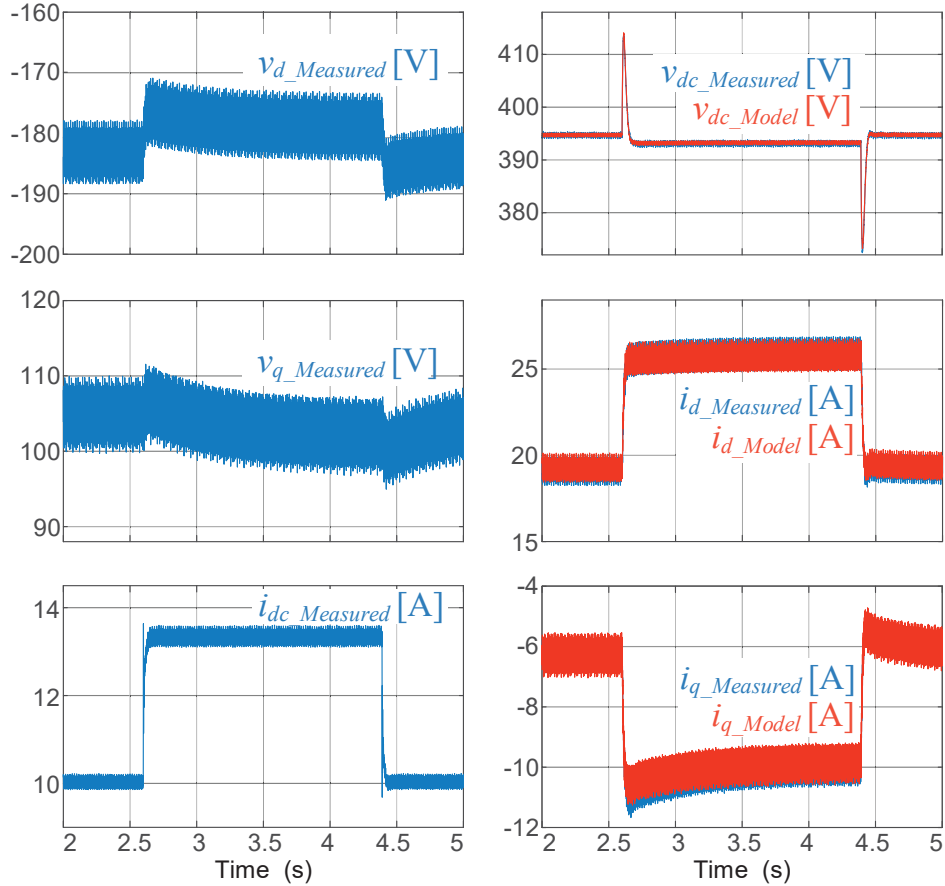 -160
-170
-180
-190
-200
v_d_Measured [V]
410
400
390
380
v_dc_Measured [V]
v_dc_Model [V]
120
110
100
90
v_q_Measured [V]
25
20
15
i_d_Measured [A]
i_d_Model [A]
14
12
10
i_dc_Measured [A]
2 2.5 3 3.5 4 4.5 5
Time (s)
-4
-6
-8
-10
-12
i_q_Measured [A]
i_q_Model [A]
2 2.5 3 3.5 4 4.5 5
Time (s)